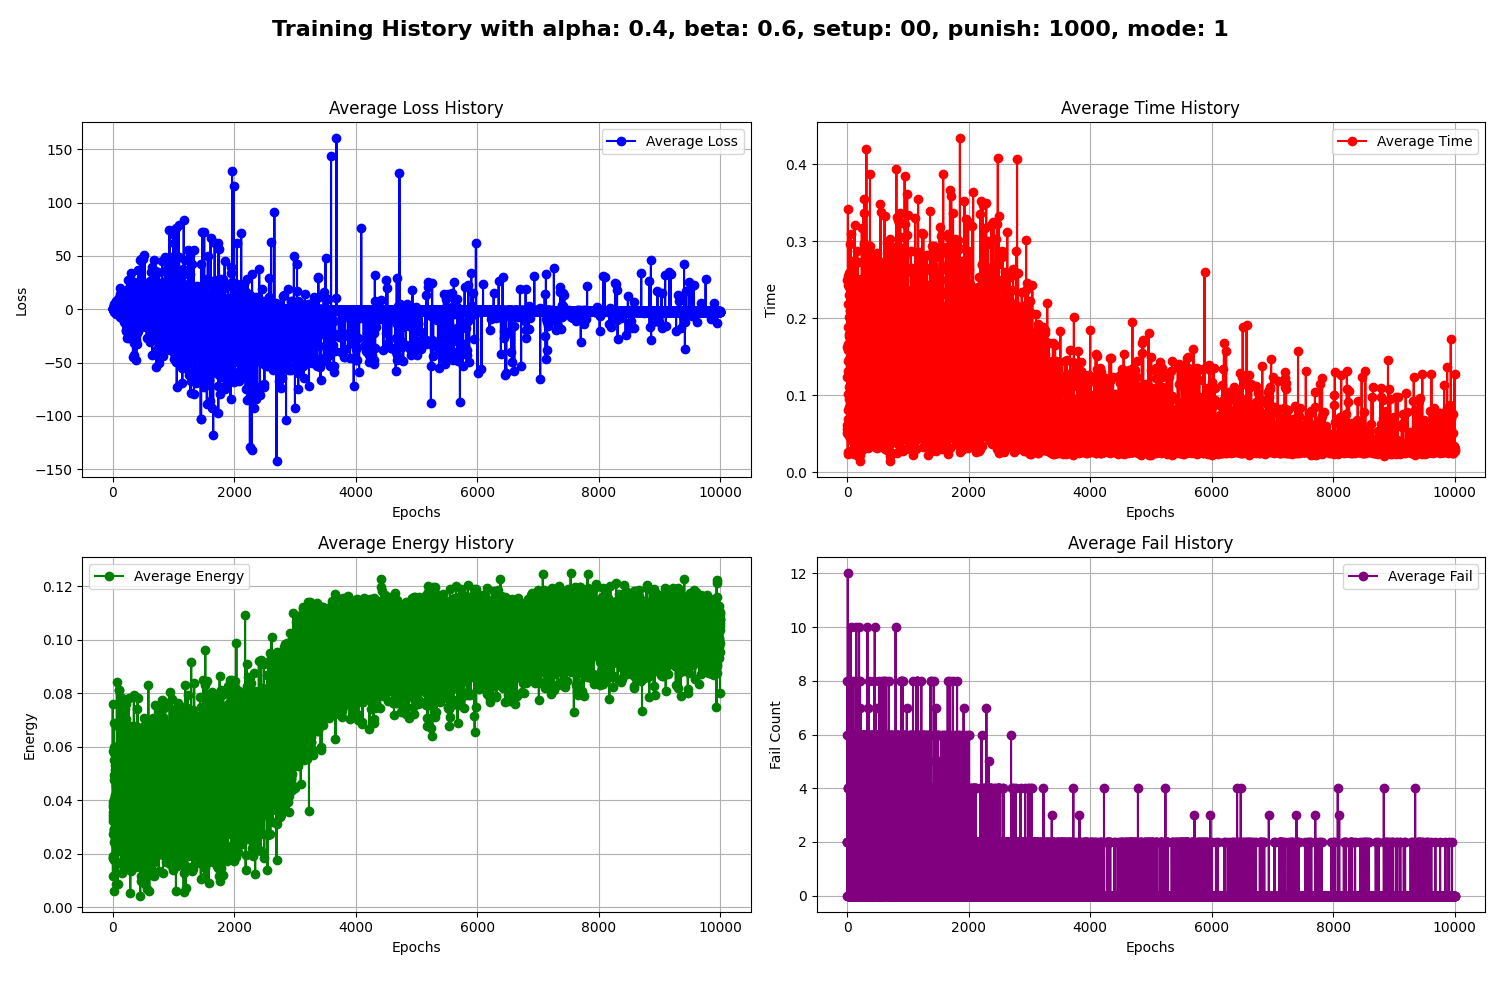 Training History with alpha: 0.4, beta: 0.6, setup: 00, punish: 1000, mode: 1
Average Loss History
Average Loss
150
100
50
0
−50
−100
−150
Loss
0 2000 4000 6000 8000 10000
Epochs
Average Time History
Average Time
0.4
0.3
0.2
0.1
0.0
Time
0 2000 4000 6000 8000 10000
Epochs
Average Energy History
Average Energy
0.12
0.10
0.08
0.06
0.04
0.02
0.00
Energy
0 2000 4000 6000 8000 10000
Epochs
Average Fail History
Average Fail
12
10
8
6
4
2
0
Fail Count
0 2000 4000 6000 8000 10000
Epochs